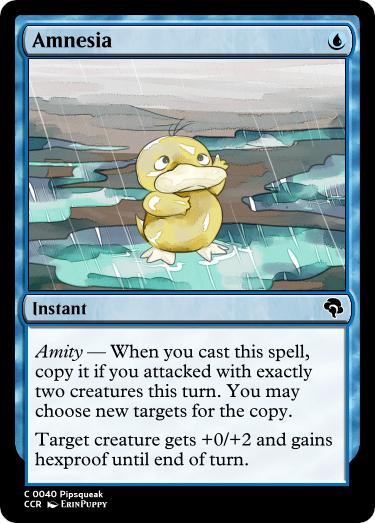 Amnesia
Instant
Amity — When you cast this spell,
copy it if you attacked with exactly
two creatures this turn. You may
choose new targets for the copy.
Target creature gets +0/+2 and gains
hexproof until end of turn.
C 0040 Pipsqueak
CCR ErinPuppy